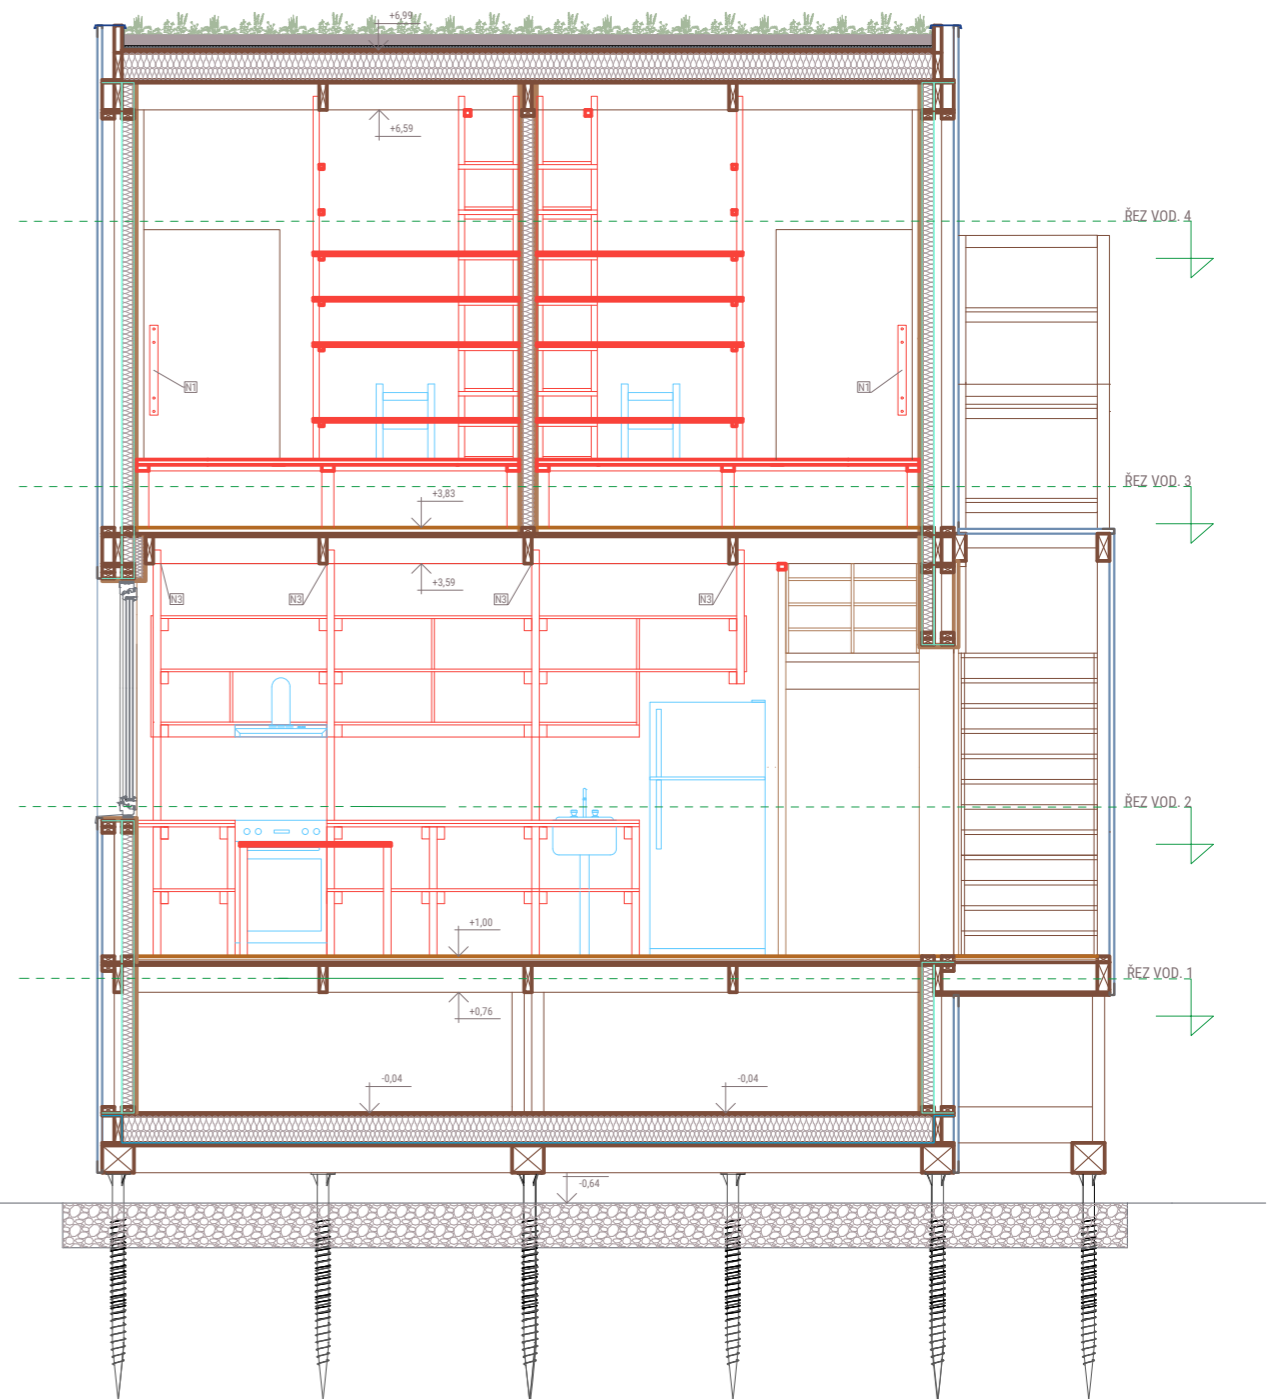 +6,99
+6,59
ŘEZ VOD. 4
N1
N1
ŘEZ VOD. 3
+3,83
+3,59
N3
N3
N3
N3
ŘEZ VOD. 2
+1,00
ŘEZ VOD. 1
+0,76
-0,04
-0,04
-0,64